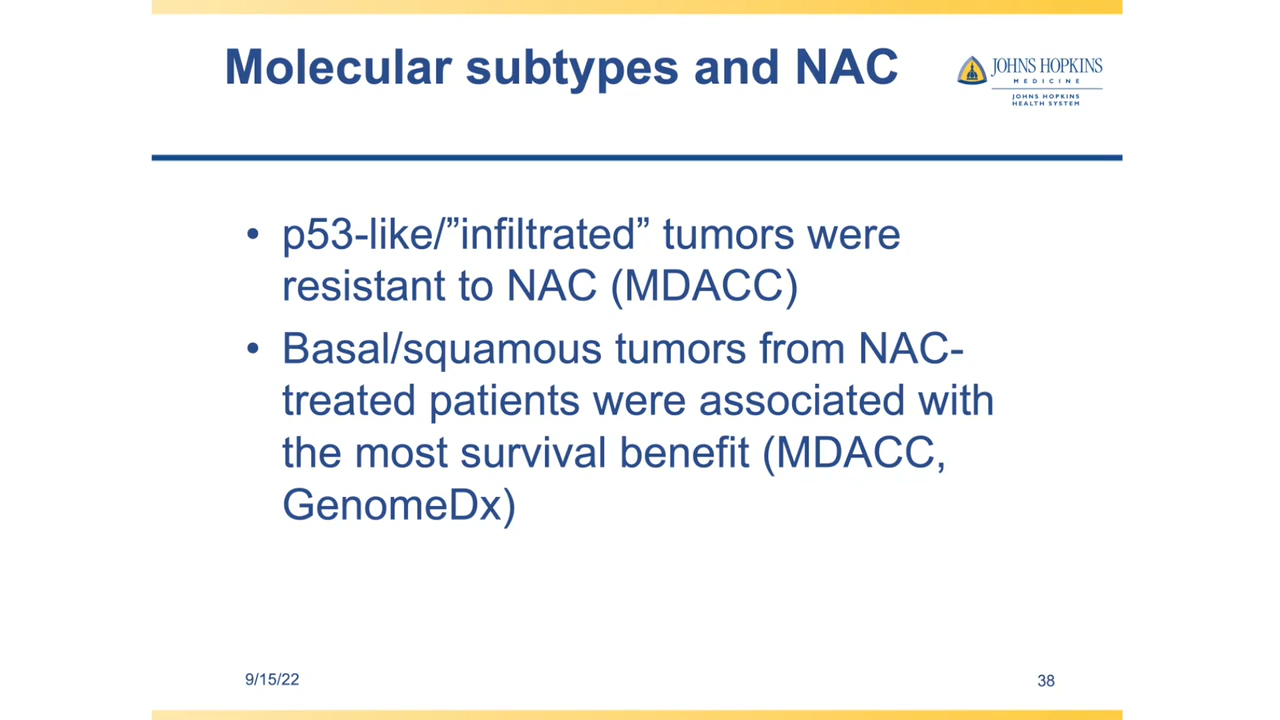 Molecular subtypes and NAC
JOHNS HOPKINS
MEDICINE
JOHNS HOPKINS
HEALTH SYSTEM
• p53-like/”infiltrated” tumors were
resistant to NAC (MDACC)
• Basal/squamous tumors from NAC-
treated patients were associated with
the most survival benefit (MDACC,
GenomeDx)
9/15/22
38